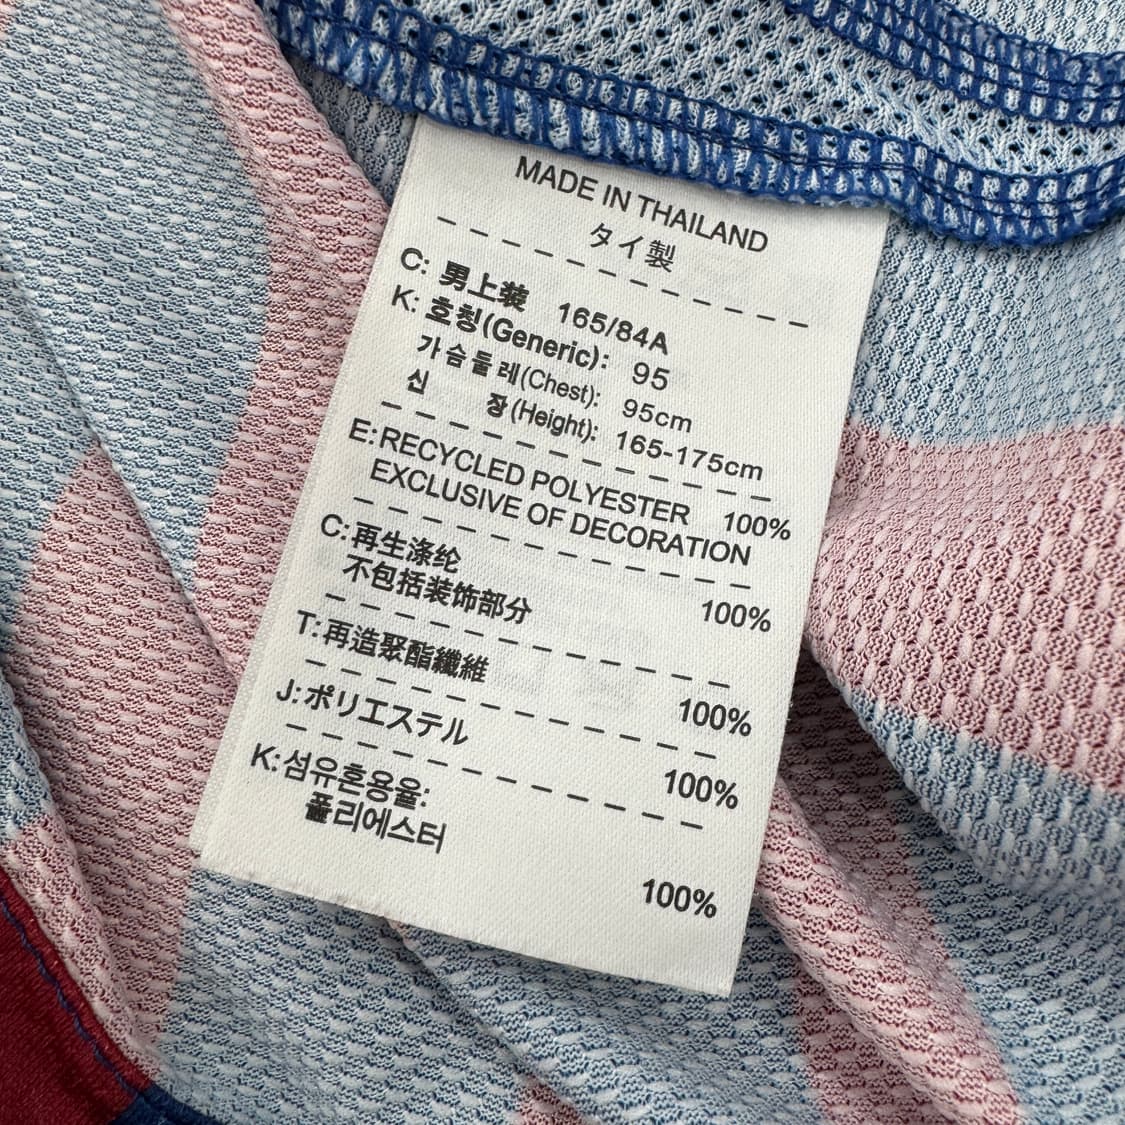 MADE IN THAILAND
タイ製
C: 男上装 165/84A
K: 호칭(Generic): 95
가슴둘레(Chest): 95cm
신 장(Height): 165-175cm
E: RECYCLED POLYESTER 100%
EXCLUSIVE OF DECORATION
C: 再生涤纶 100%
不包括装饰部分
T: 再造聚酯纖維 100%
J: ポリエステル 100%
K: 섬유혼용율:
폴리에스터 100%